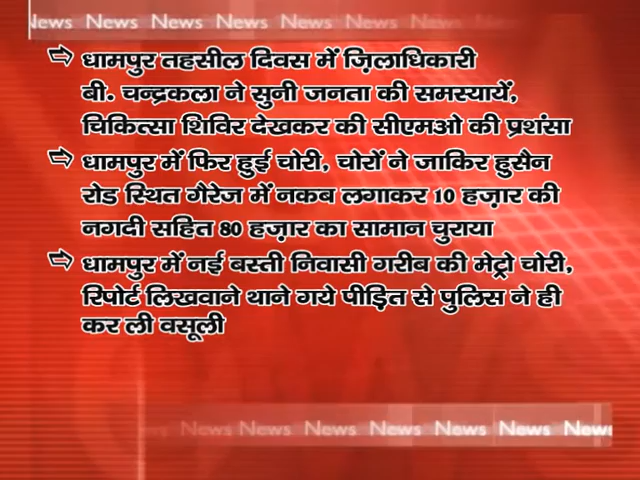 News News News News News News News News News
⇨ धामपुर तहसील दिवस में ज़िलाधिकारी
बी. चन्द्रकला ने सुनी जनता की समस्यायें,
चिकित्सा शिविर देखकर की सीएमओ की प्रशंसा
⇨ धामपुर में फिर हुई चोरी, चोरों ने जाकिर हुसैन
रोड स्थित गैरेज में नकब लगाकर 10 हज़ार की
नगदी सहित 80 हज़ार का सामान चुराया
⇨ धामपुर में नई बस्ती निवासी गरीब की मेट्रो चोरी,
रिपोर्ट लिखवाने थाने गये पीड़ित से पुलिस ने ही
कर ली वसूली
News News News News News News News